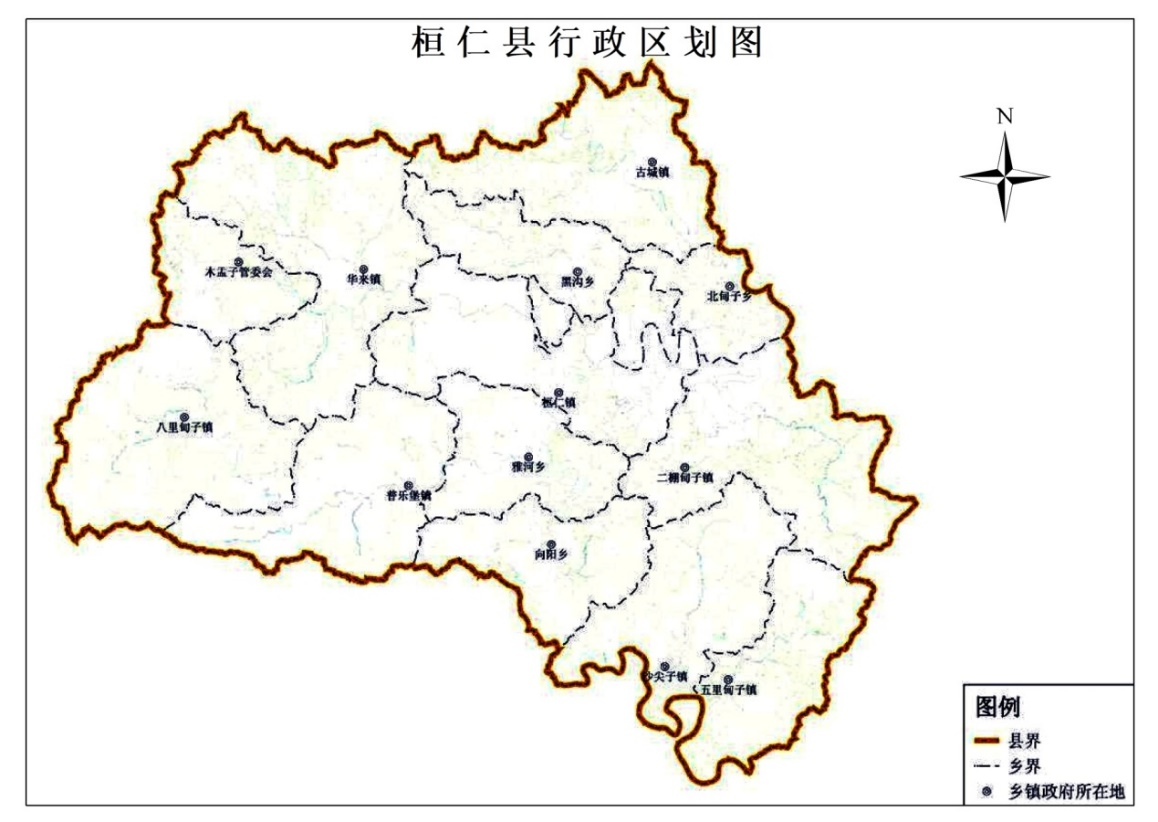 桓仁县行政区划图
N
古城镇
木盂子管委会
华来镇
黑沟乡
北甸子乡
桓仁镇
八里甸子镇
雅河乡
二棚甸子镇
普乐堡镇
向阳乡
沙尖子镇
五里甸子镇
图例
县界
乡界
乡镇政府所在地